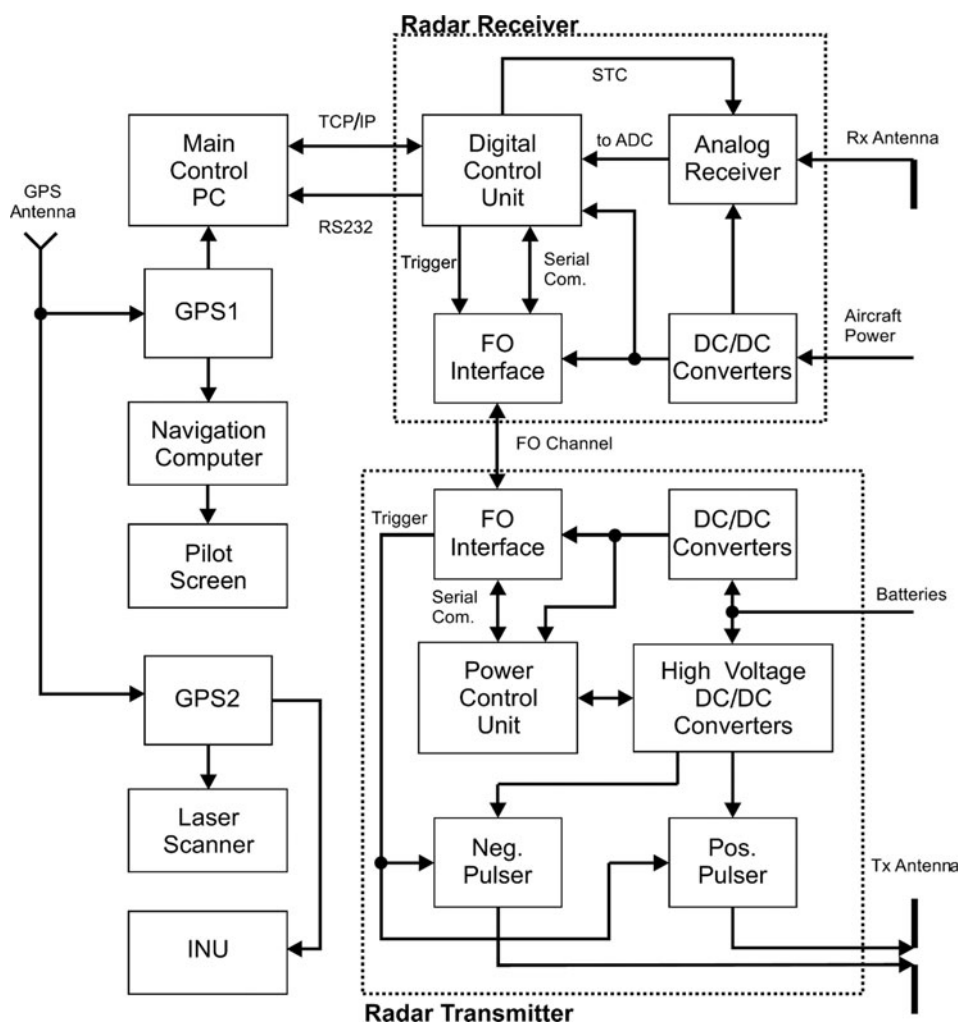 Radar Receiver
STC
TCP/IP
Main
Control
PC
Digital
Control
Unit
to ADC
Analog
Receiver
Rx Antenna
GPS
Antenna
RS232
Trigger
Serial
Com.
GPS1
FO
Interface
DC/DC
Converters
Aircraft
Power
Navigation
Computer
FO Channel
Pilot
Screen
Trigger
FO
Interface
DC/DC
Converters
Serial
Com.
Batteries
GPS2
Power
Control
Unit
High Voltage
DC/DC
Converters
Laser
Scanner
Neg.
Pulser
Pos.
Pulser
Tx Antenna
INU
Radar Transmitter